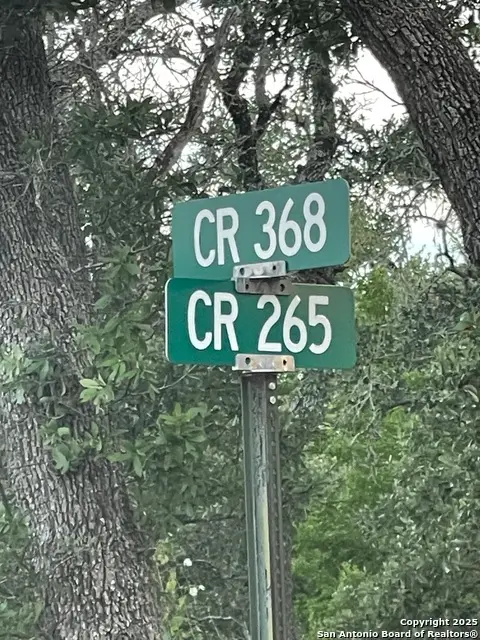 CR 368
CR 265
Copyright 2025
San Antonio Board of Realtors®